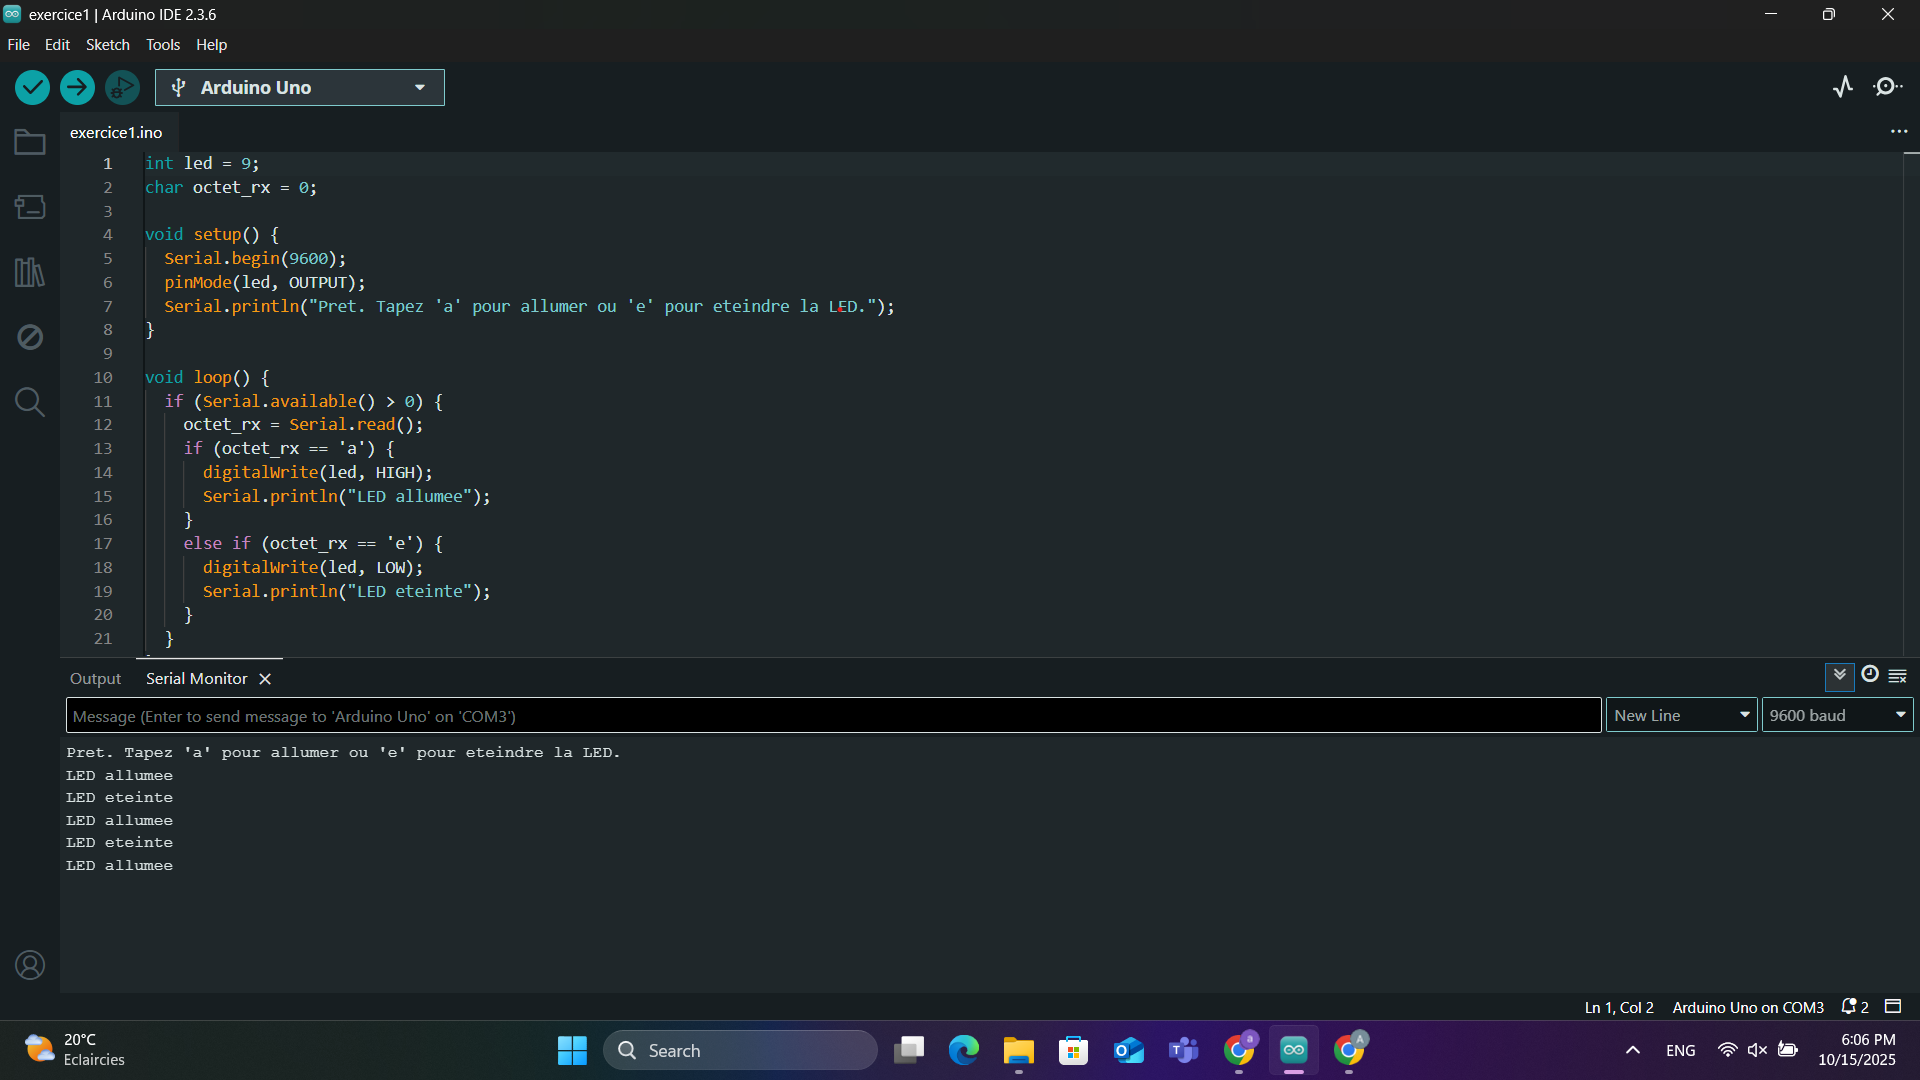 exercice1 | Arduino IDE 2.3.6
File Edit Sketch Tools Help
Arduino Uno
exercice1.ino
1 int led = 9;
2 char octet_rx = 0;
3
4 void setup() {
5 Serial.begin(9600);
6 pinMode(led, OUTPUT);
7 Serial.println("Pret. Tapez 'a' pour allumer ou 'e' pour eteindre la LED.");
8 }
9
10 void loop() {
11 if (Serial.available() > 0) {
12 octet_rx = Serial.read();
13 if (octet_rx == 'a') {
14 digitalWrite(led, HIGH);
15 Serial.println("LED allumee");
16 }
17 else if (octet_rx == 'e') {
18 digitalWrite(led, LOW);
19 Serial.println("LED eteinte");
20 }
21 }
Output Serial Monitor
Message (Enter to send message to 'Arduino Uno' on 'COM3') New Line 9600 baud
Pret. Tapez 'a' pour allumer ou 'e' pour eteindre la LED.
LED allumee
LED eteinte
LED allumee
LED eteinte
LED allumee
Ln 1, Col 2 Arduino Uno on COM3 2
20°C
Eclaircies
Search
ENG
6:06 PM
10/15/2025